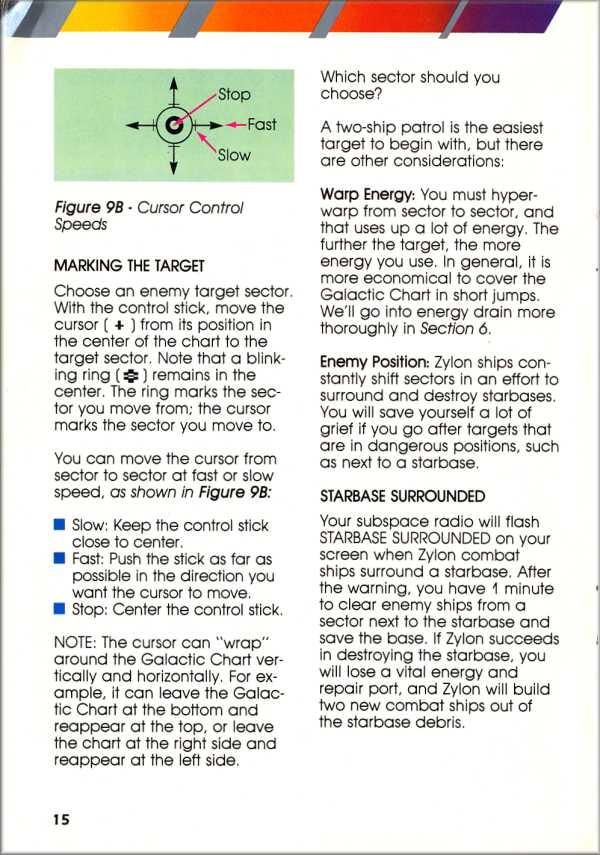 Stop
Fast
Slow
Figure 9B - Cursor Control
Speeds
MARKING THE TARGET
Choose an enemy target sector.
With the control stick, move the
cursor ( + ) from its position in
the center of the chart to the
target sector. Note that a blink-
ing ring ( ) remains in the
center. The ring marks the sec-
tor you move from; the cursor
marks the sector you move to.
You can move the cursor from
sector to sector at fast or slow
speed, as shown in Figure 9B:
Slow: Keep the control stick
close to center.
Fast: Push the stick as far as
possible in the direction you
want the cursor to move.
Stop: Center the control stick.
NOTE: The cursor can "wrap"
around the Galactic Chart ver-
tically and horizontally. For ex-
ample, it can leave the Galac-
tic Chart at the bottom and
reappear at the top, or leave
the chart at the right side and
reappear at the left side.
15
Which sector should you
choose?
A two-ship patrol is the easiest
target to begin with, but there
are other considerations:
Warp Energy: You must hyper-
warp from sector to sector, and
that uses up a lot of energy. The
further the target, the more
energy you use. In general, it is
more economical to cover the
Galactic Chart in short jumps.
We'll go into energy drain more
thoroughly in Section 6.
Enemy Position: Zylon ships con-
stantly shift sectors in an effort to
surround and destroy starbases.
You will save yourself a lot of
grief if you go after targets that
are in dangerous positions, such
as next to a starbase.
STARBASE SURROUNDED
Your subspace radio will flash
STARBASE SURROUNDED on your
screen when Zylon combat
ships surround a starbase. After
the warning, you have 1 minute
to clear enemy ships from a
sector next to the starbase and
save the base. If Zylon succeeds
in destroying the starbase, you
will lose a vital energy and
repair port, and Zylon will build
two new combat ships out of
the starbase debris.